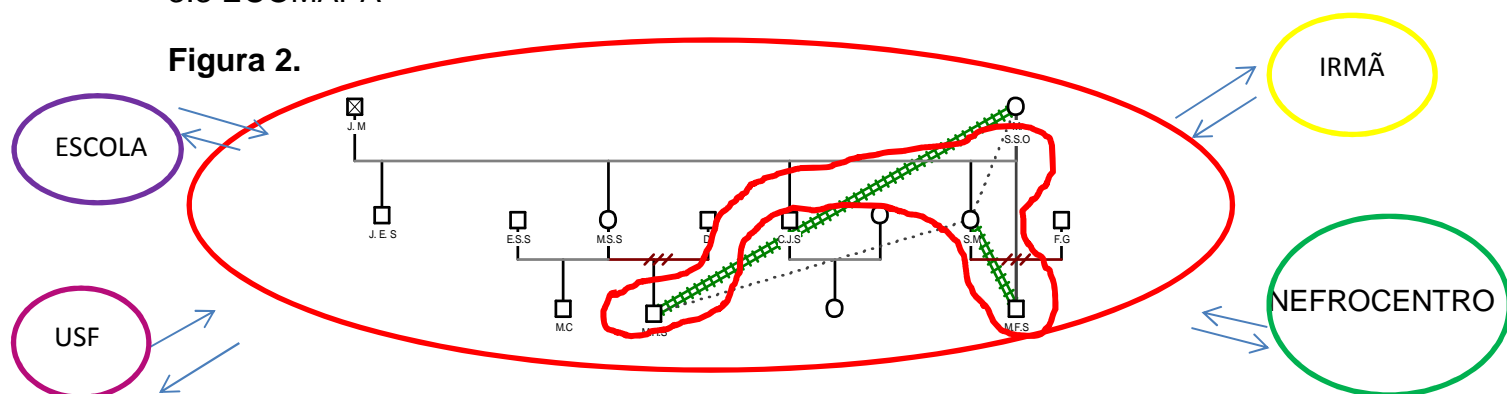 Figura 2.
IRMÃ
ESCOLA
J. M
S.S.O
J. E. S
E.S.S
M.S.S
D
C.J.S
S.M
F.G
M.C
M.F.S
USF
NEFROCENTRO